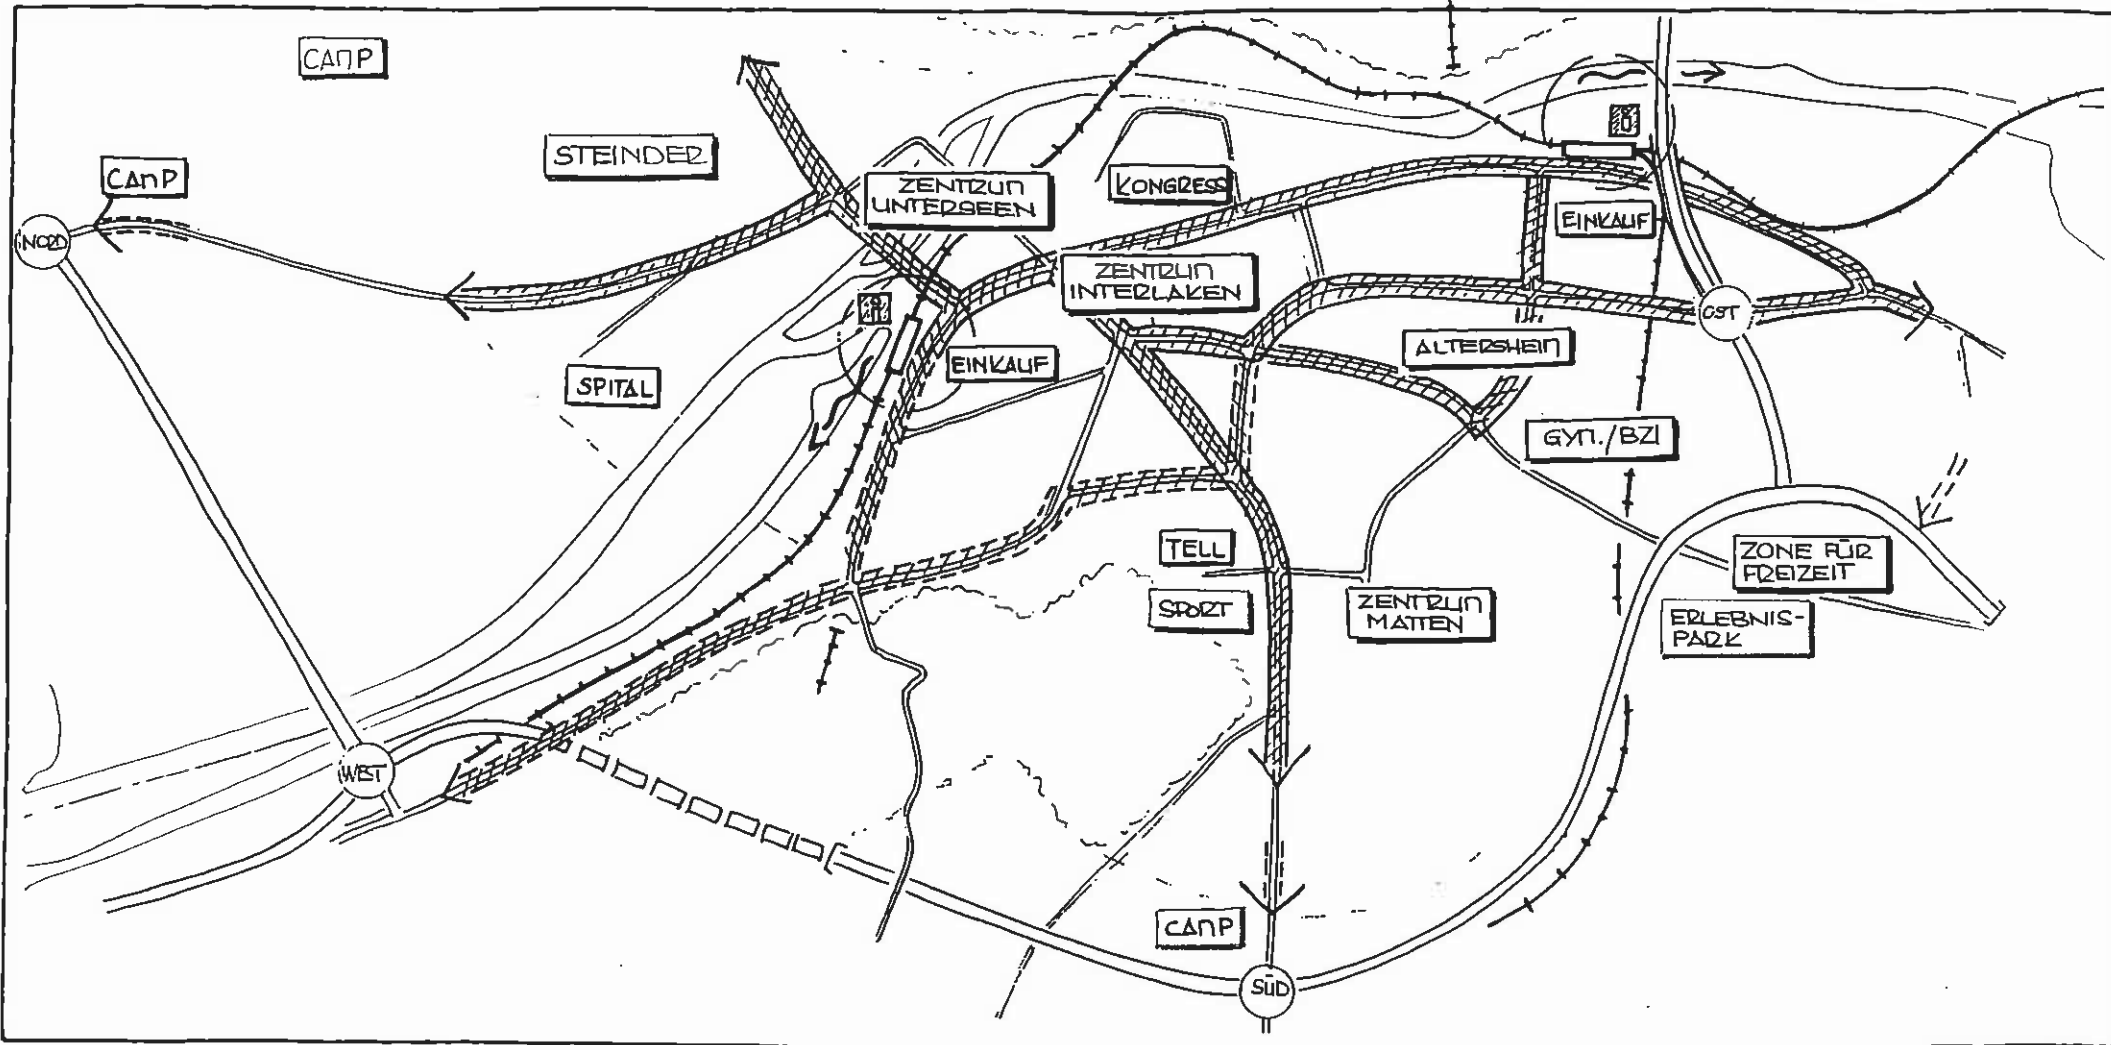 CAMP
STEINDER
CAMP
NORD
ZENTRUM
UNTERSEEN
KONGRESS
EINKAUF
ZENTRUM
INTERLAKEN
OST
EINKAUF
ALTERSHEIM
SPITAL
GYM./BZI
TELL
ZONE FÜR
FREIZEIT
SPORT
ZENTRUM
MATTEN
ERLEBNIS-
PARK
WEST
CAMP
SÜD